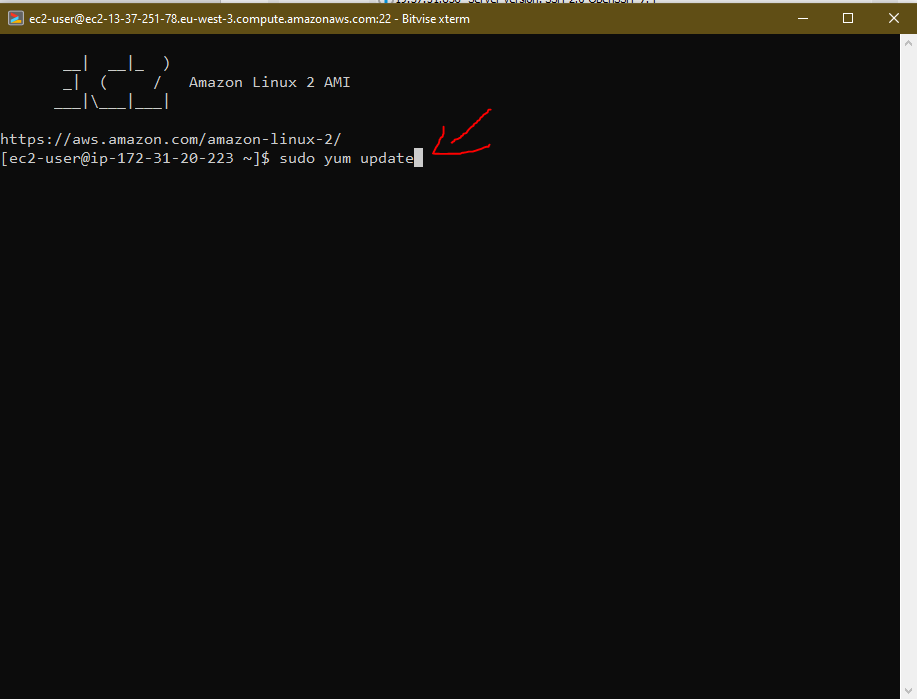 ec2-user@ec2-13-37-251-78.eu-west-3.compute.amazonaws.com:22 - Bitvise xterm
__|  __|_  )
_|  (     /   Amazon Linux 2 AMI
___|\___|___|
https://aws.amazon.com/amazon-linux-2/
[ec2-user@ip-172-31-20-223 ~]$ sudo yum update